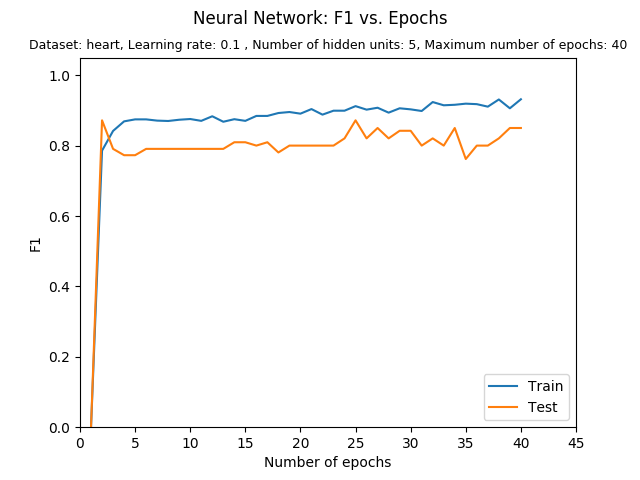 Neural Network: F1 vs. Epochs
Dataset: heart, Learning rate: 0.1 , Number of hidden units: 5, Maximum number of epochs: 40
1.0
0.8
0.6
0.4
0.2
0.0
F1
0 5 10 15 20 25 30 35 40 45
Number of epochs
Train
Test